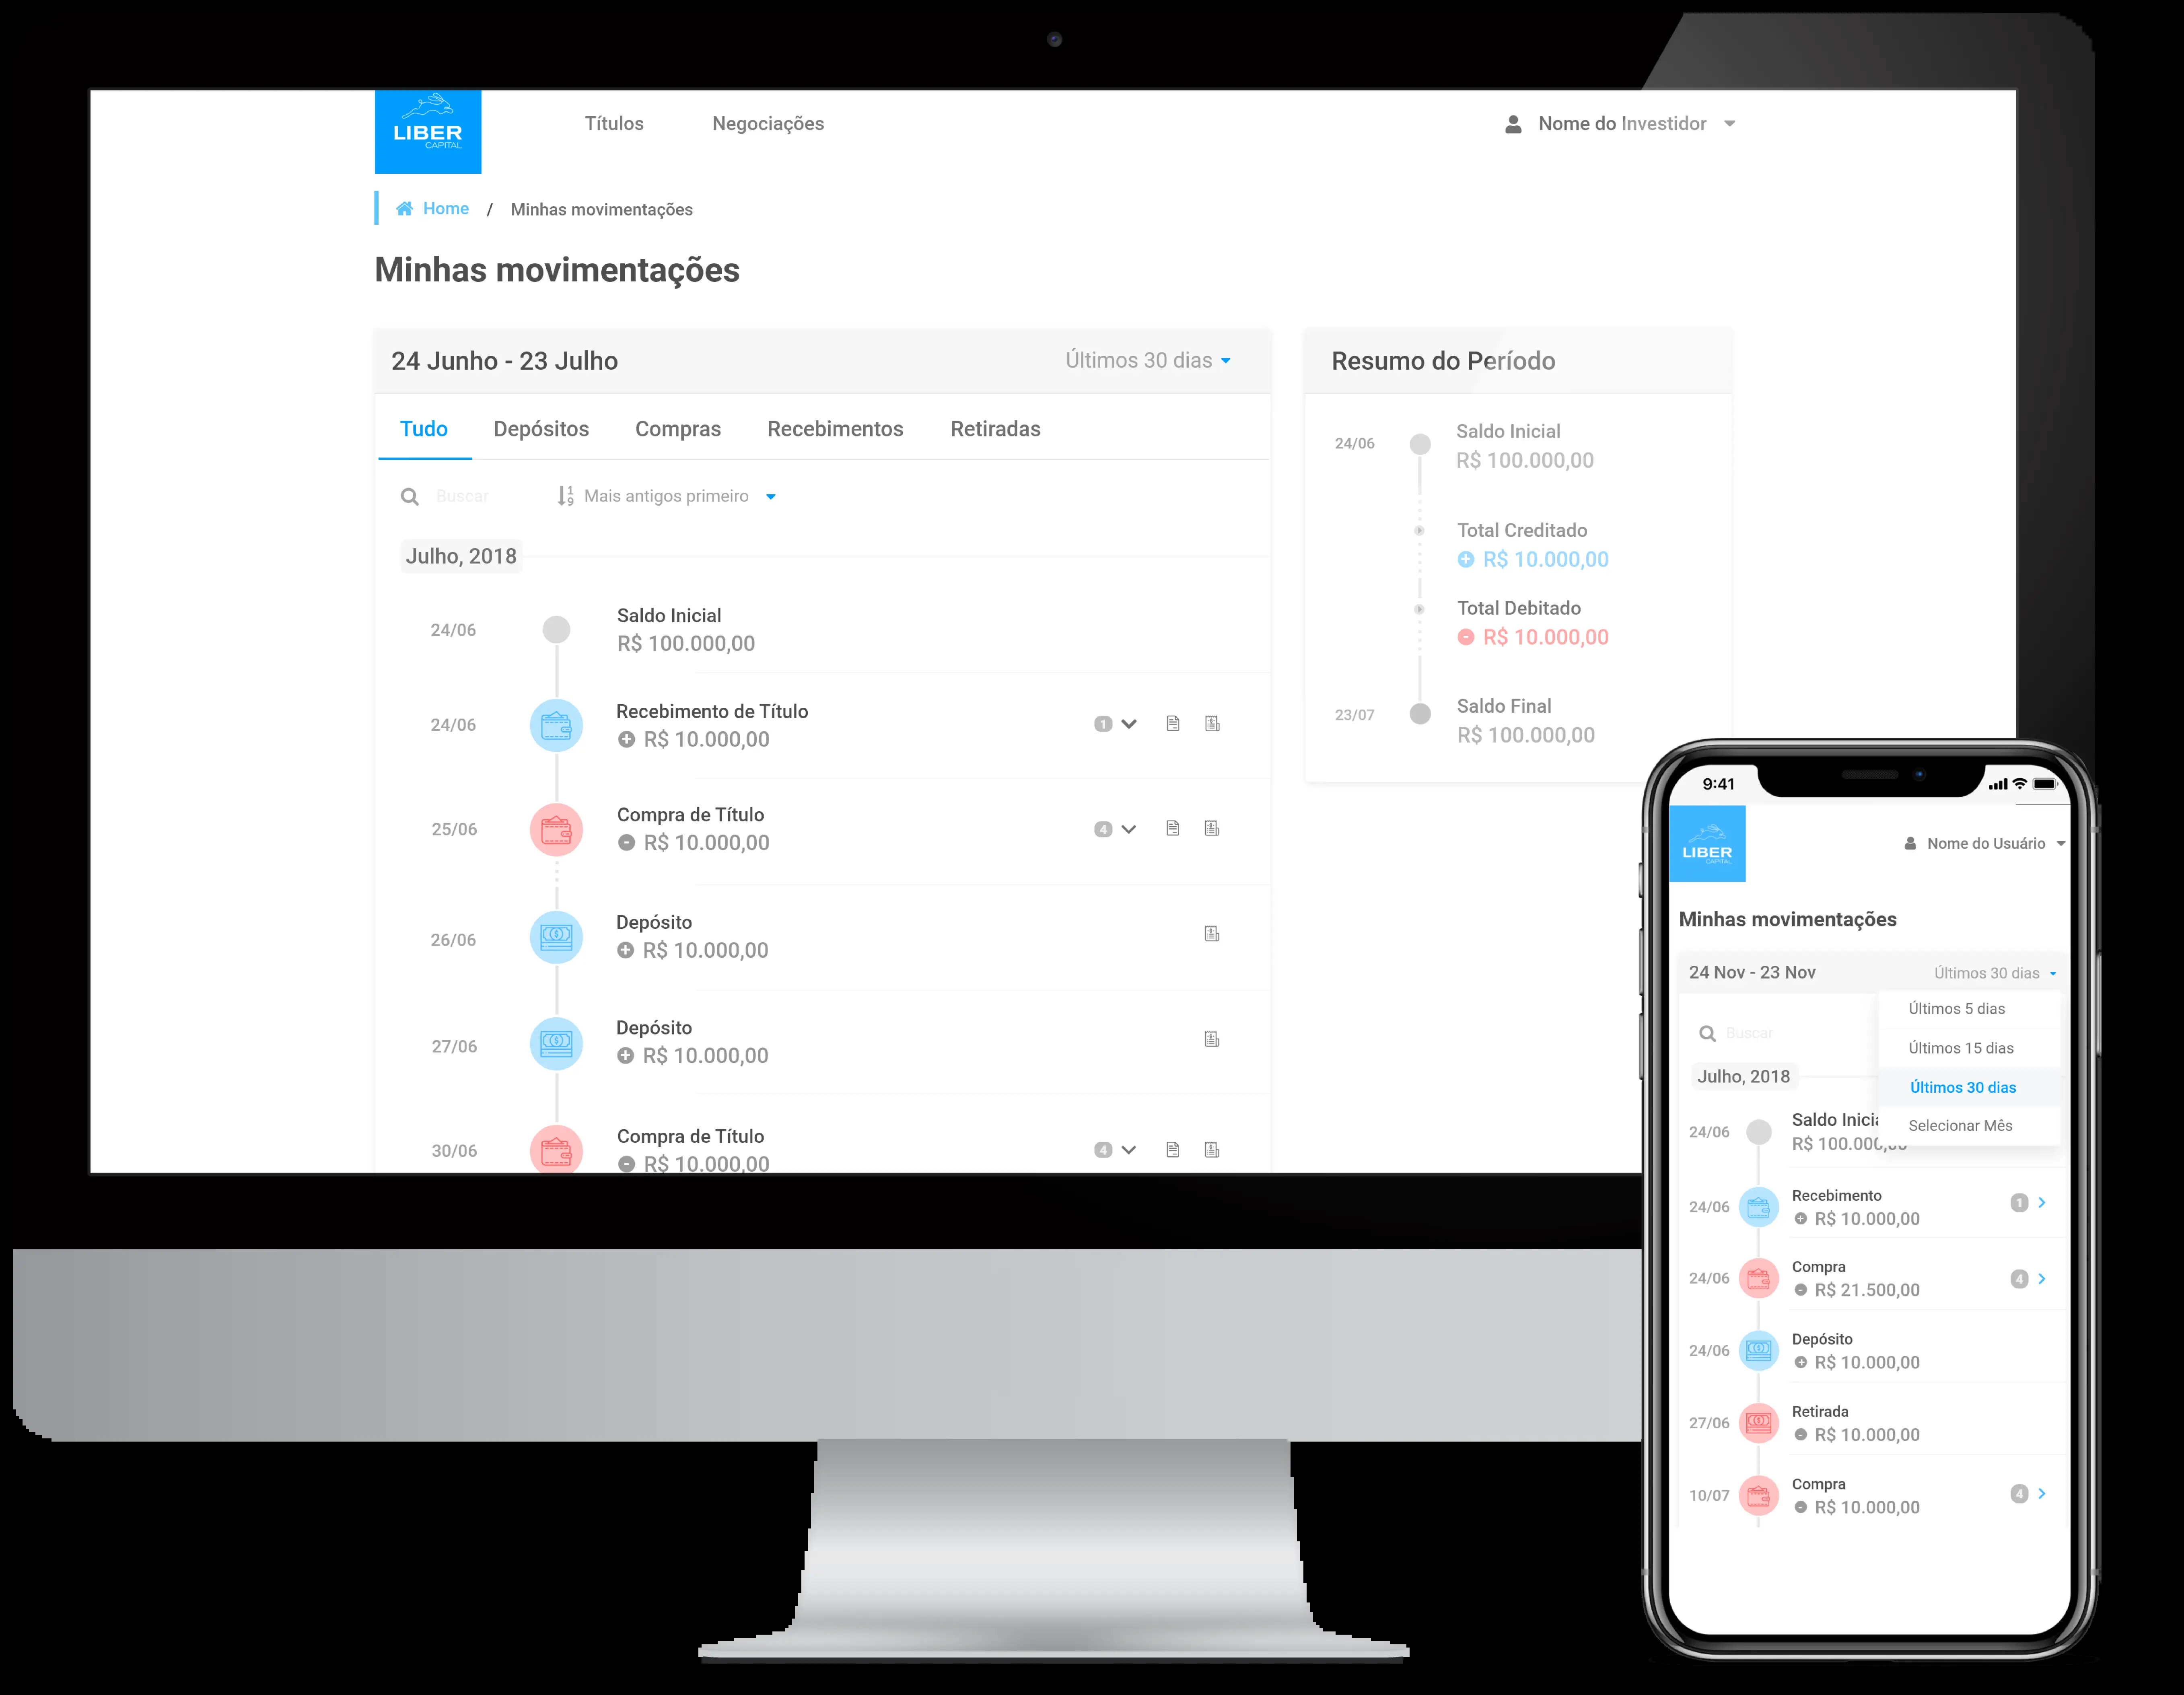 LIBER
CAPITAL
Títulos
Negociações
Nome do Investidor
Home / Minhas movimentações
Minhas movimentações
24 Junho - 23 Julho
Últimos 30 dias
Tudo
Depósitos
Compras
Recebimentos
Retiradas
Buscar
Mais antigos primeiro
Julho, 2018
24/06
Saldo Inicial
R$ 100.000,00
24/06
Recebimento de Título
R$ 10.000,00
1
25/06
Compra de Título
R$ 10.000,00
4
26/06
Depósito
R$ 10.000,00
27/06
Depósito
R$ 10.000,00
30/06
Compra de Título
R$ 10.000,00
4
Resumo do Período
24/06
Saldo Inicial
R$ 100.000,00
Total Creditado
R$ 10.000,00
Total Debitado
R$ 10.000,00
23/07
Saldo Final
R$ 100.000,00
9:41
LIBER
CAPITAL
Nome do Usuário
Minhas movimentações
24 Nov - 23 Nov
Últimos 30 dias
Últimos 5 dias
Últimos 15 dias
Últimos 30 dias
Selecionar Mês
Buscar
Julho, 2018
24/06
Saldo Inicia
R$ 100.000,00
24/06
Recebimento
R$ 10.000,00
1
24/06
Compra
R$ 21.500,00
4
24/06
Depósito
R$ 10.000,00
27/06
Retirada
R$ 10.000,00
10/07
Compra
R$ 10.000,00
4